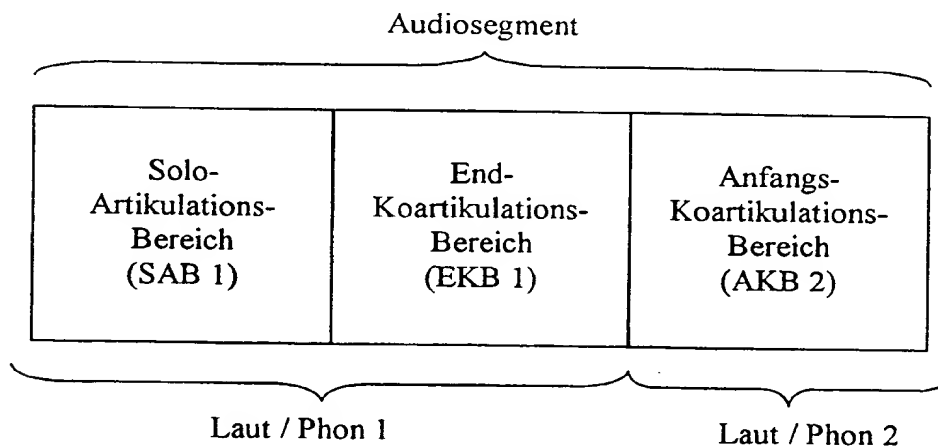 Audiosegment
Solo-
Artikulations-
Bereich
(SAB 1)
End-
Koartikulations-
Bereich
(EKB 1)
Anfangs-
Koartikulations-
Bereich
(AKB 2)
Laut / Phon 1
Laut / Phon 2